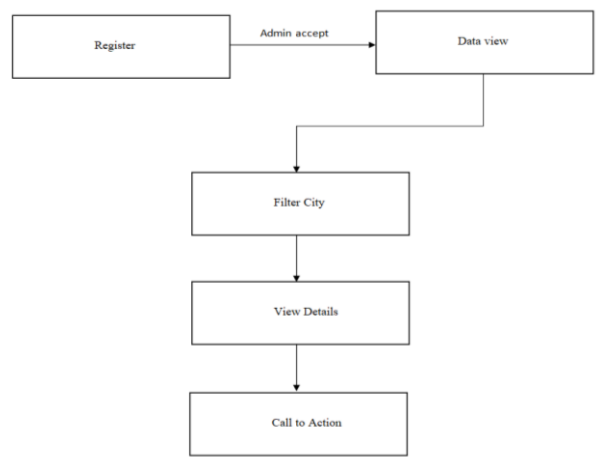 Register
Admin accept
Data view
Filter City
View Details
Call to Action